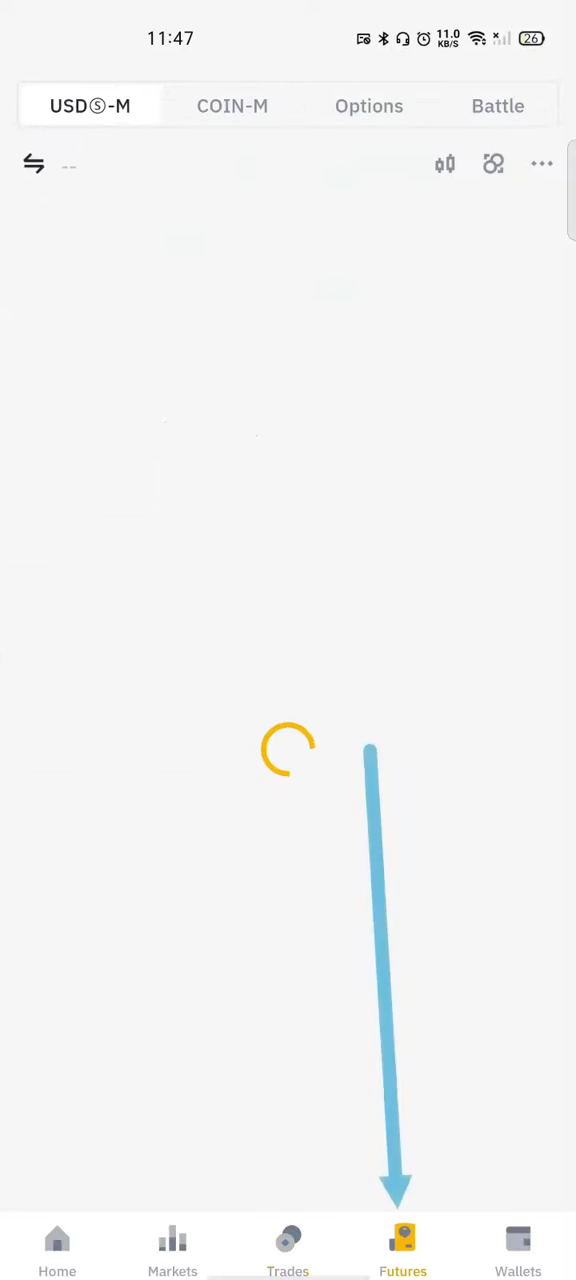 11:47
11.0
KB/S
26
USDⓈ-M
COIN-M
Options
Battle
--
Home
Markets
Trades
Futures
Wallets